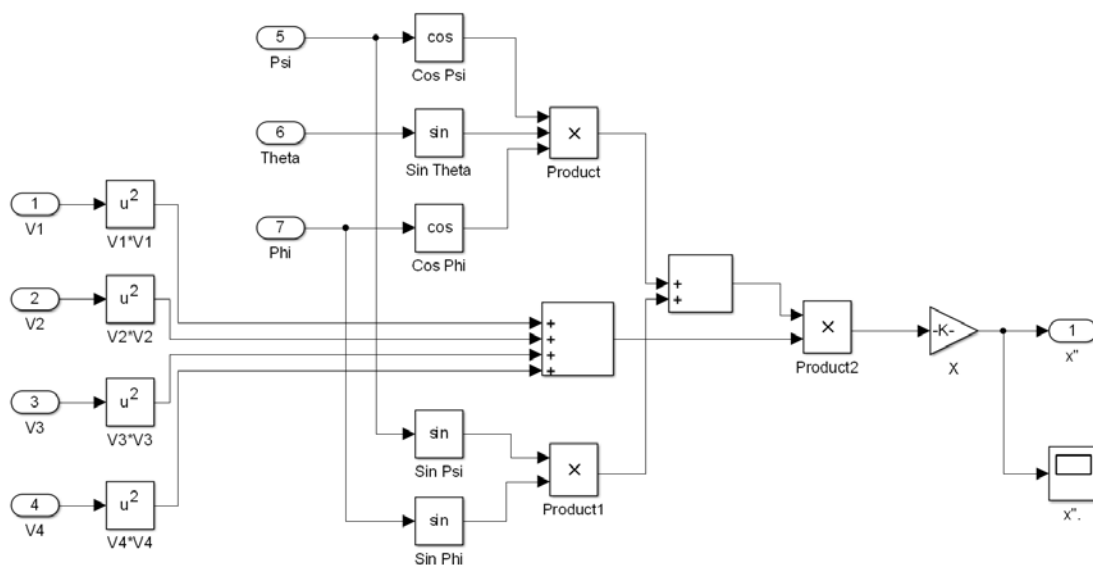 5
Psi
cos
Cos Psi
6
Theta
sin
Sin Theta
×
Product
1
V1
u²
V1*V1
7
Phi
cos
Cos Phi
2
V2
u²
V2*V2
+
+
+
+
+
+
×
Product2
-K-
X
1
x"
3
V3
u²
V3*V3
sin
Sin Psi
×
Product1
x".
4
V4
u²
V4*V4
sin
Sin Phi